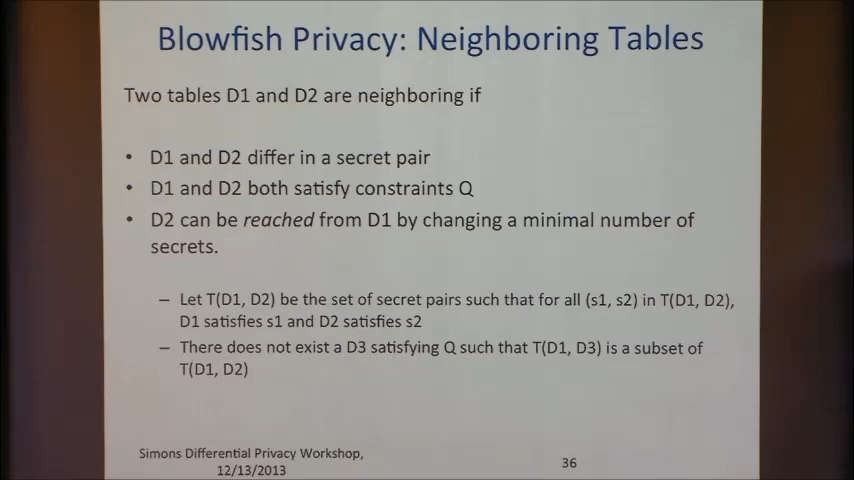 Blowfish Privacy: Neighboring Tables
Two tables D1 and D2 are neighboring if
• D1 and D2 differ in a secret pair
• D1 and D2 both satisfy constraints Q
• D2 can be reached from D1 by changing a minimal number of
secrets.
– Let T(D1, D2) be the set of secret pairs such that for all (s1, s2) in T(D1, D2),
D1 satisfies s1 and D2 satisfies s2
– There does not exist a D3 satisfying Q such that T(D1, D3) is a subset of
T(D1, D2)
Simons Differential Privacy Workshop,
12/13/2013
36